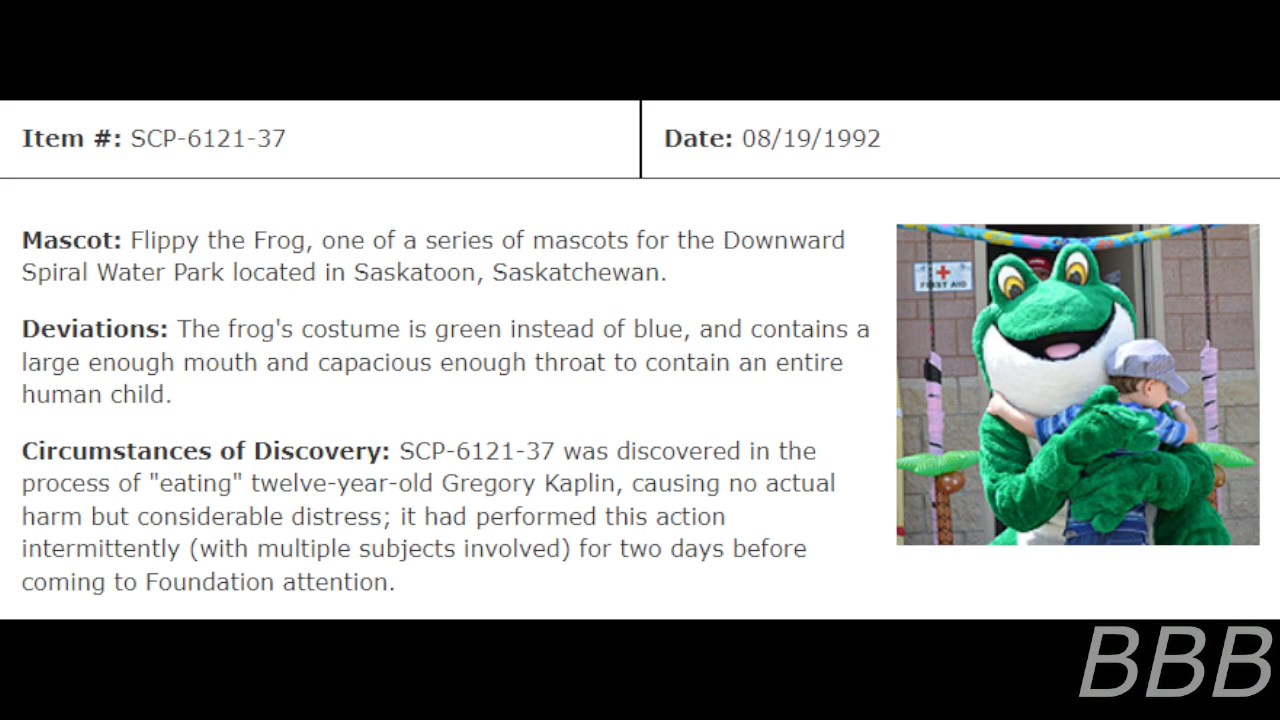 Item #: SCP-6121-37
Date: 08/19/1992
Mascot: Flippy the Frog, one of a series of mascots for the Downward
Spiral Water Park located in Saskatoon, Saskatchewan.
Deviations: The frog's costume is green instead of blue, and contains a
large enough mouth and capacious enough throat to contain an entire
human child.
Circumstances of Discovery: SCP-6121-37 was discovered in the
process of "eating" twelve-year-old Gregory Kaplin, causing no actual
harm but considerable distress; it had performed this action
intermittently (with multiple subjects involved) for two days before
coming to Foundation attention.
FIRST AID
BBB